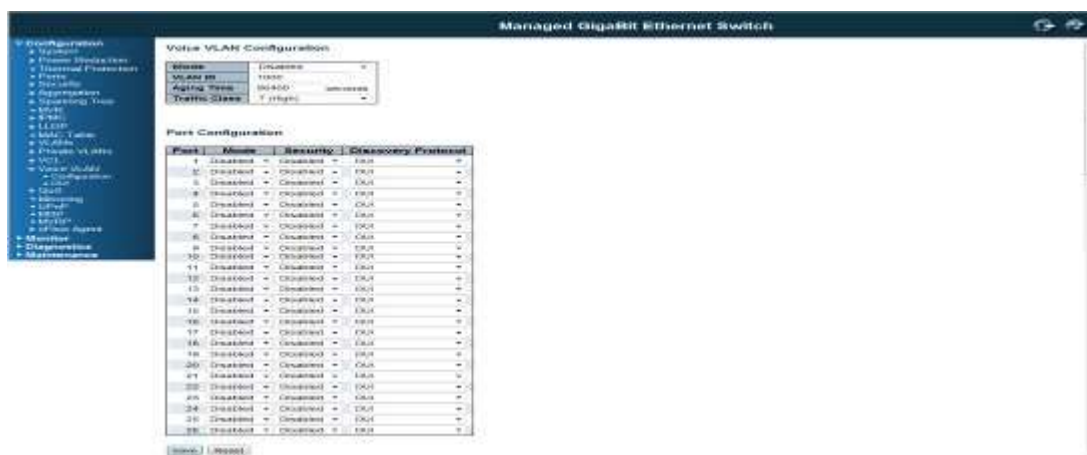 Managed GigaBit Ethernet Switch
Configuration
System
Power Reduction
Thermal Protection
Ports
Security
Aggregation
Spanning Tree
MVR
IPMC
LLDP
MAC Table
VLANs
Private VLANs
VCL
Voice VLAN
Configuration
OUI
QoS
Mirroring
UPnP
MVRP
sFlow Agent
Monitor
Diagnostics
Maintenance
Voice VLAN Configuration
Mode Disabled
VLAN ID 1000
Aging Time 86400 seconds
Traffic Class 7 (High)
Port Configuration
Port Mode Security Discovery Protocol
1 Disabled Disabled OUI
2 Disabled Disabled OUI
3 Disabled Disabled OUI
4 Disabled Disabled OUI
5 Disabled Disabled OUI
6 Disabled Disabled OUI
7 Disabled Disabled OUI
8 Disabled Disabled OUI
9 Disabled Disabled OUI
10 Disabled Disabled OUI
11 Disabled Disabled OUI
12 Disabled Disabled OUI
13 Disabled Disabled OUI
14 Disabled Disabled OUI
15 Disabled Disabled OUI
16 Disabled Disabled OUI
17 Disabled Disabled OUI
18 Disabled Disabled OUI
19 Disabled Disabled OUI
20 Disabled Disabled OUI
21 Disabled Disabled OUI
22 Disabled Disabled OUI
23 Disabled Disabled OUI
24 Disabled Disabled OUI
25 Disabled Disabled OUI
26 Disabled Disabled OUI
Save Reset